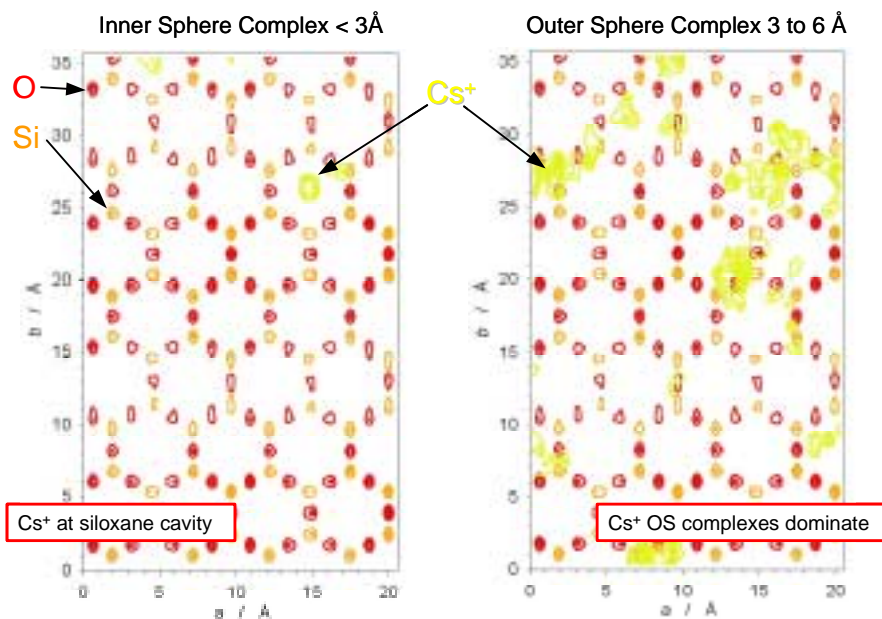 Inner Sphere Complex < 3Å
Outer Sphere Complex 3 to 6 Å
O
Si
Cs⁺
35
30
25
20
15
10
5
0
b / Å
0
5
10
15
20
a / Å
Cs⁺ at siloxane cavity
35
30
25
20
15
10
5
0
b / Å
0
5
10
15
20
a / Å
Cs⁺ OS complexes dominate